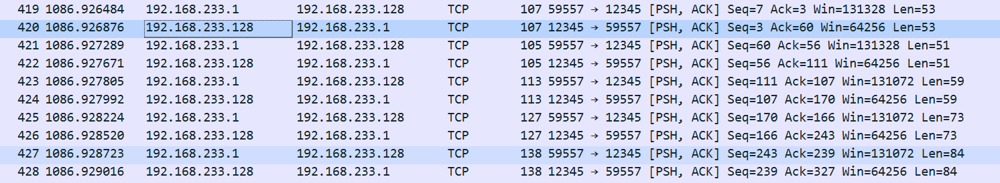 419 1086.926484 192.168.233.1 192.168.233.128 TCP 107 59557 → 12345 [PSH, ACK] Seq=7 Ack=3 Win=131328 Len=53
420 1086.926876 192.168.233.128 192.168.233.1 TCP 107 12345 → 59557 [PSH, ACK] Seq=3 Ack=60 Win=64256 Len=53
421 1086.927289 192.168.233.1 192.168.233.128 TCP 105 59557 → 12345 [PSH, ACK] Seq=60 Ack=56 Win=131328 Len=51
422 1086.927671 192.168.233.128 192.168.233.1 TCP 105 12345 → 59557 [PSH, ACK] Seq=56 Ack=111 Win=64256 Len=51
423 1086.927805 192.168.233.1 192.168.233.128 TCP 113 59557 → 12345 [PSH, ACK] Seq=111 Ack=107 Win=131072 Len=59
424 1086.927992 192.168.233.128 192.168.233.1 TCP 113 12345 → 59557 [PSH, ACK] Seq=107 Ack=170 Win=64256 Len=59
425 1086.928224 192.168.233.1 192.168.233.128 TCP 127 59557 → 12345 [PSH, ACK] Seq=170 Ack=166 Win=131072 Len=73
426 1086.928520 192.168.233.128 192.168.233.1 TCP 127 12345 → 59557 [PSH, ACK] Seq=166 Ack=243 Win=64256 Len=73
427 1086.928723 192.168.233.1 192.168.233.128 TCP 138 59557 → 12345 [PSH, ACK] Seq=243 Ack=239 Win=131072 Len=84
428 1086.929016 192.168.233.128 192.168.233.1 TCP 138 12345 → 59557 [PSH, ACK] Seq=239 Ack=327 Win=64256 Len=84